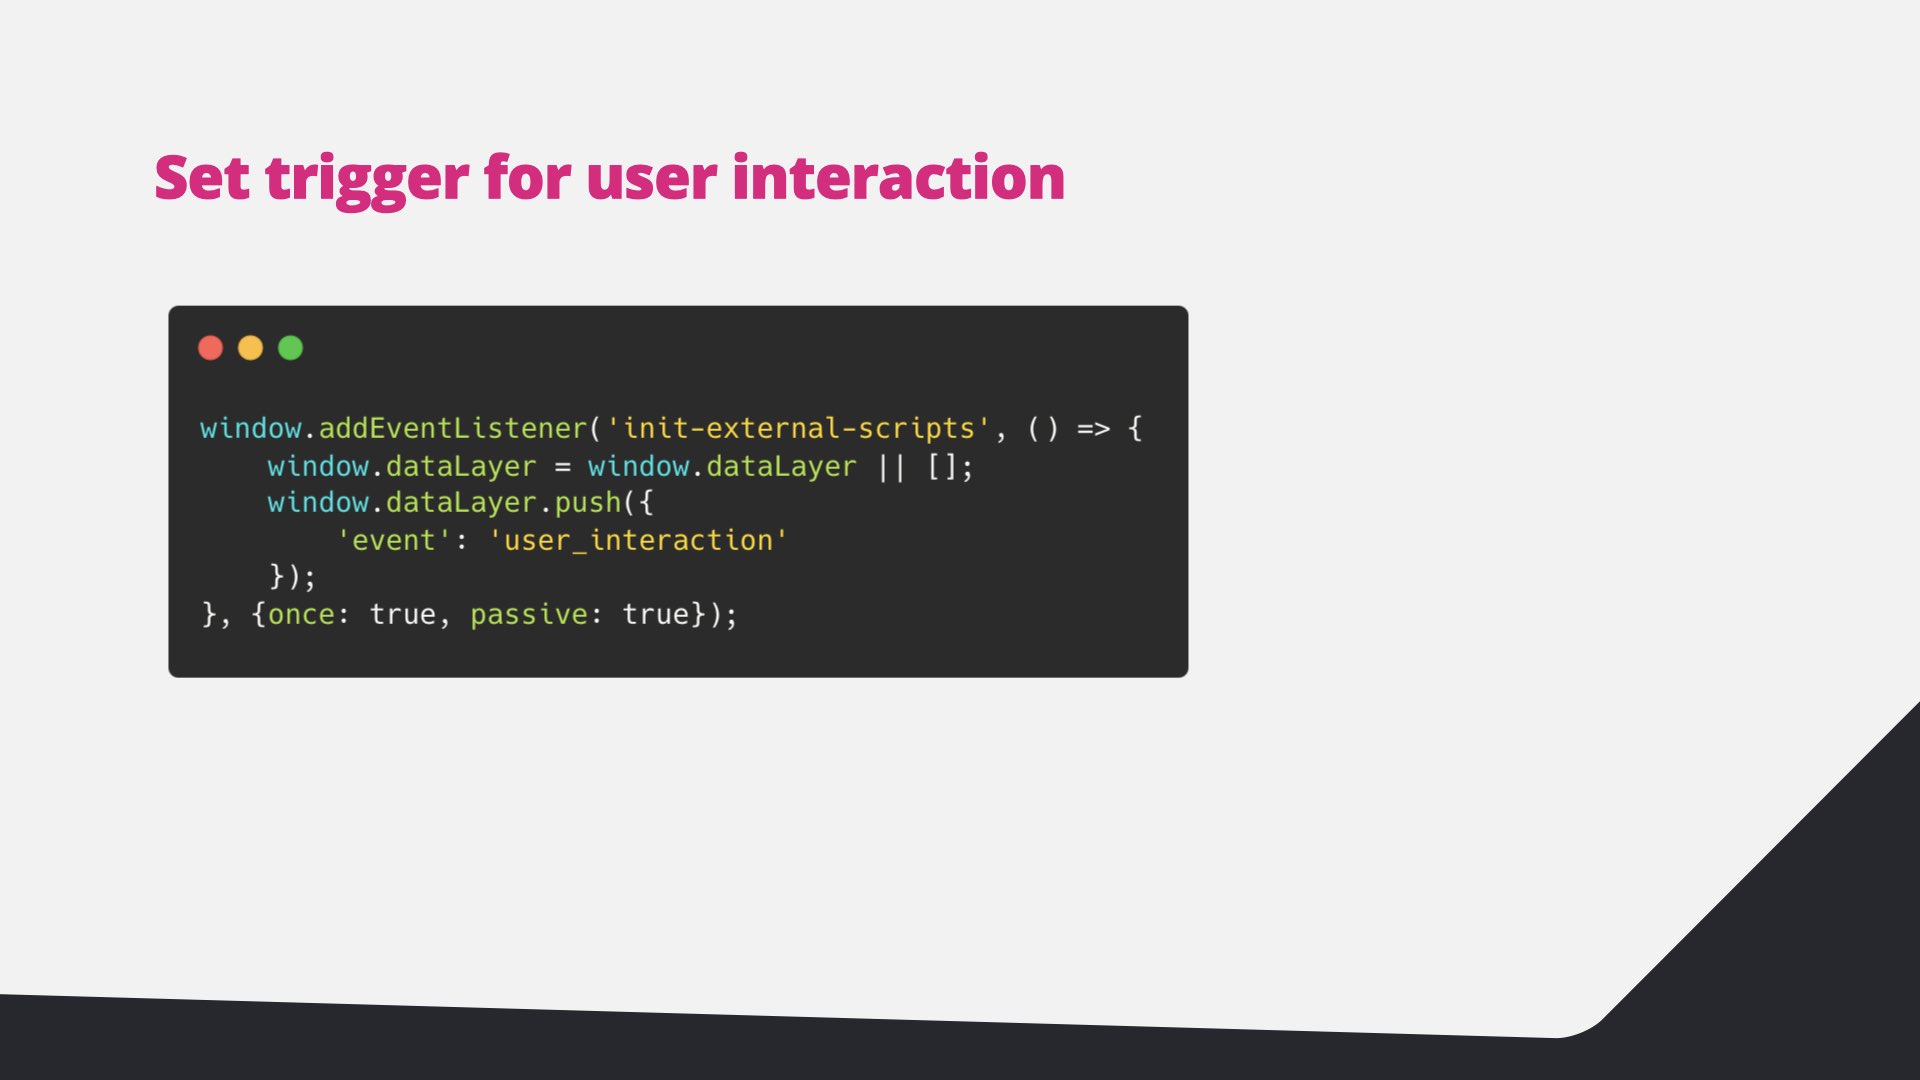 Set trigger for user interaction
window.addEventListener('init-external-scripts', () => {
    window.dataLayer = window.dataLayer || [];
    window.dataLayer.push({
        'event': 'user_interaction'
    });
}, {once: true, passive: true});